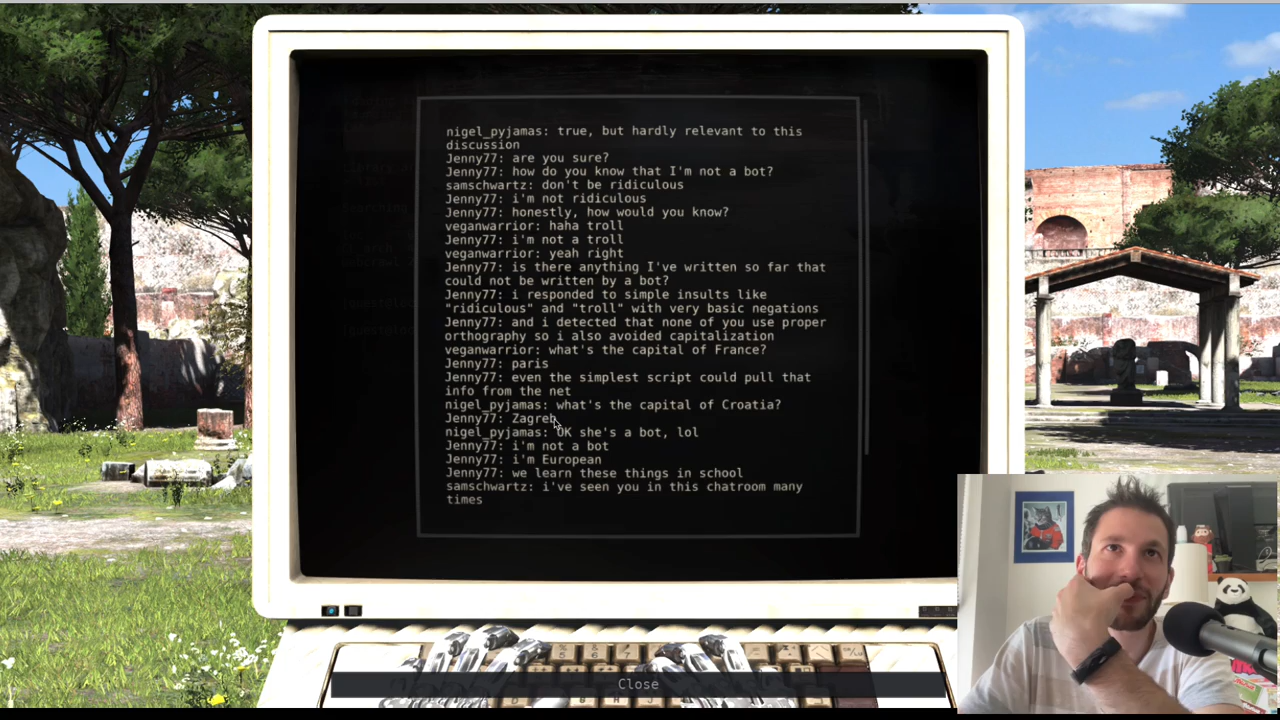 nigel_pyjamas: true, but hardly relevant to this
discussion
Jenny77: are you sure?
Jenny77: how do you know that I'm not a bot?
samschwartz: don't be ridiculous
Jenny77: i'm not ridiculous
Jenny77: honestly, how would you know?
veganwarrior: haha troll
Jenny77: i'm not a troll
veganwarrior: yeah right
Jenny77: is there anything I've written so far that
could not be written by a bot?
Jenny77: i responded to simple insults like
"ridiculous" and "troll" with very basic negations
Jenny77: and i detected that none of you use proper
orthography so i also avoided capitalization
veganwarrior: what's the capital of France?
Jenny77: paris
Jenny77: even the simplest script could pull that
info from the net
nigel_pyjamas: what's the capital of Croatia?
Jenny77: Zagreb
nigel_pyjamas: OK she's a bot, lol
Jenny77: i'm not a bot
Jenny77: i'm European
Jenny77: we learn these things in school
samschwartz: i've seen you in this chatroom many
times
Close